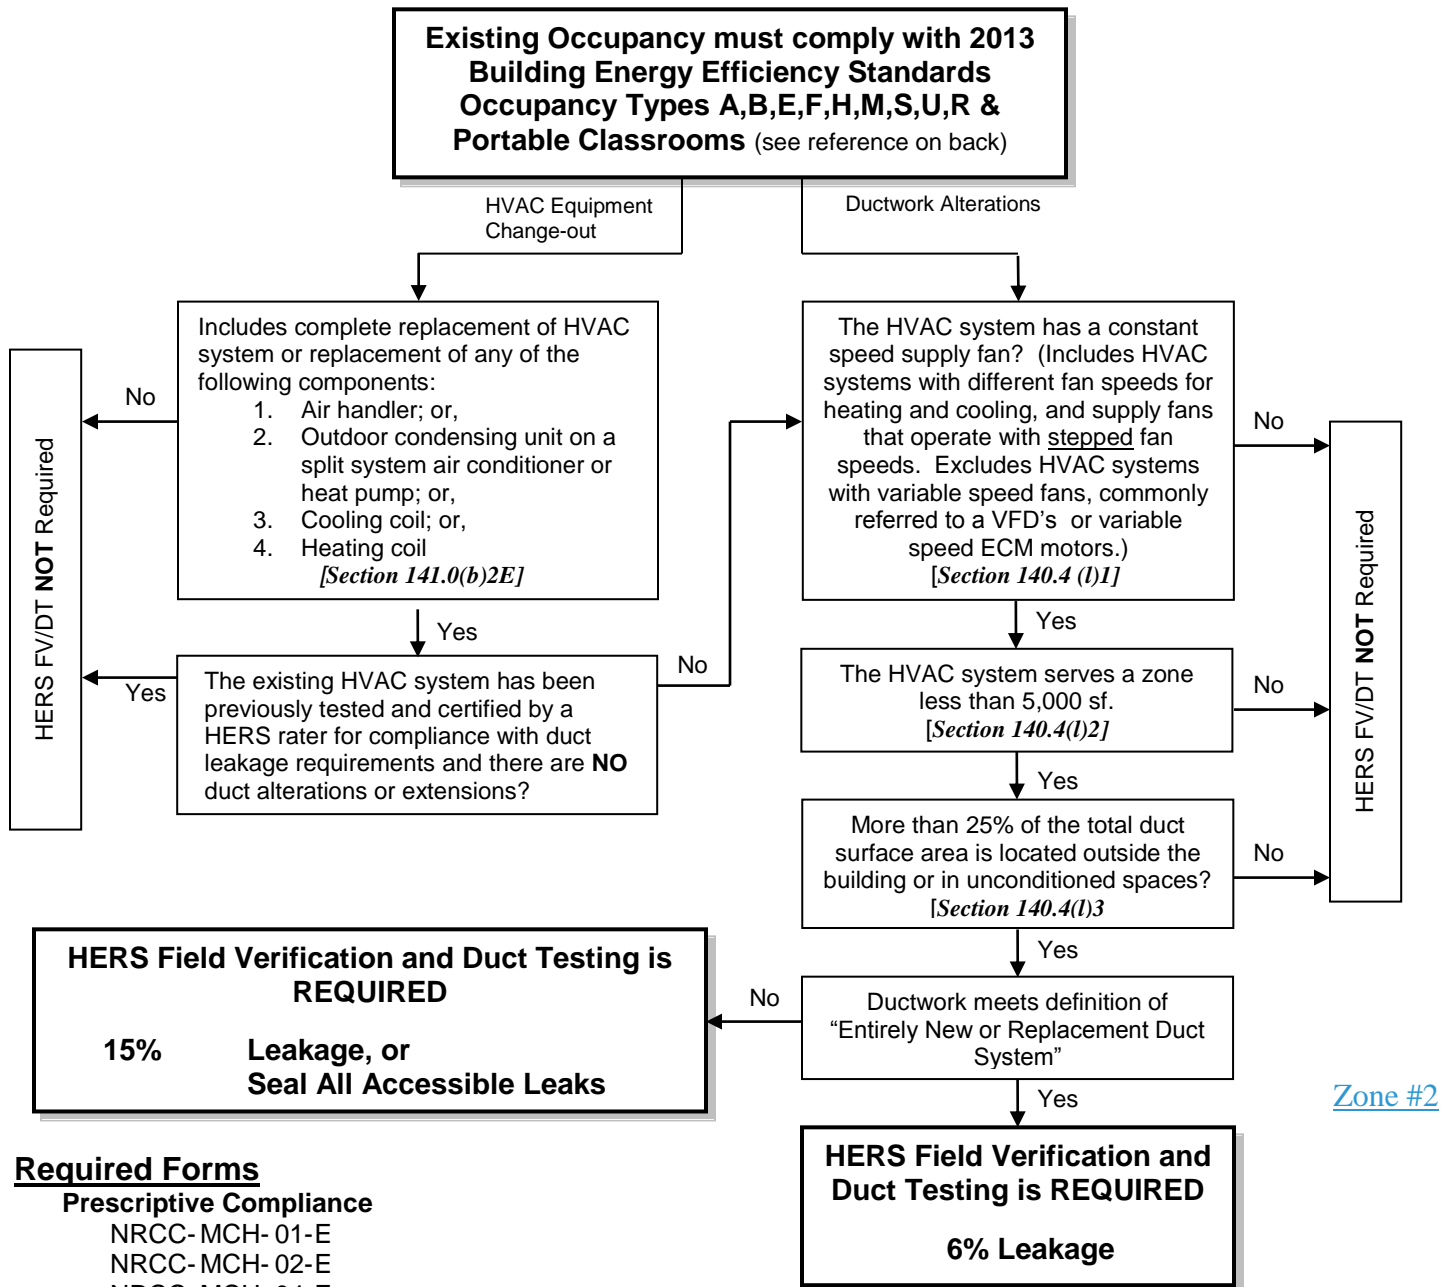 Existing Occupancy must comply with 2013
Building Energy Efficiency Standards
Occupancy Types A,B,E,F,H,M,S,U,R &
Portable Classrooms (see reference on back)
HVAC Equipment
Change-out
Ductwork Alterations
Includes complete replacement of HVAC
system or replacement of any of the
following components:
1. Air handler; or,
2. Outdoor condensing unit on a
split system air conditioner or
heat pump; or,
3. Cooling coil; or,
4. Heating coil
[Section 141.0(b)2E]
No
HERS FV/DT NOT Required
Yes
The existing HVAC system has been
previously tested and certified by a
HERS rater for compliance with duct
leakage requirements and there are NO
duct alterations or extensions?
Yes
No
The HVAC system has a constant
speed supply fan? (Includes HVAC
systems with different fan speeds for
heating and cooling, and supply fans
that operate with stepped fan
speeds. Excludes HVAC systems
with variable speed fans, commonly
referred to a VFD's or variable
speed ECM motors.)
[Section 140.4 (l)1]
No
HERS FV/DT NOT Required
Yes
The HVAC system serves a zone
less than 5,000 sf.
[Section 140.4(l)2]
No
Yes
More than 25% of the total duct
surface area is located outside the
building or in unconditioned spaces?
[Section 140.4(l)3
No
Yes
Ductwork meets definition of
“Entirely New or Replacement Duct
System”
No
HERS Field Verification and Duct Testing is
REQUIRED
15% Leakage, or
Seal All Accessible Leaks
Yes
Zone #2
HERS Field Verification and
Duct Testing is REQUIRED
6% Leakage
Required Forms
Prescriptive Compliance
NRCC-MCH-01-E
NRCC-MCH-02-E